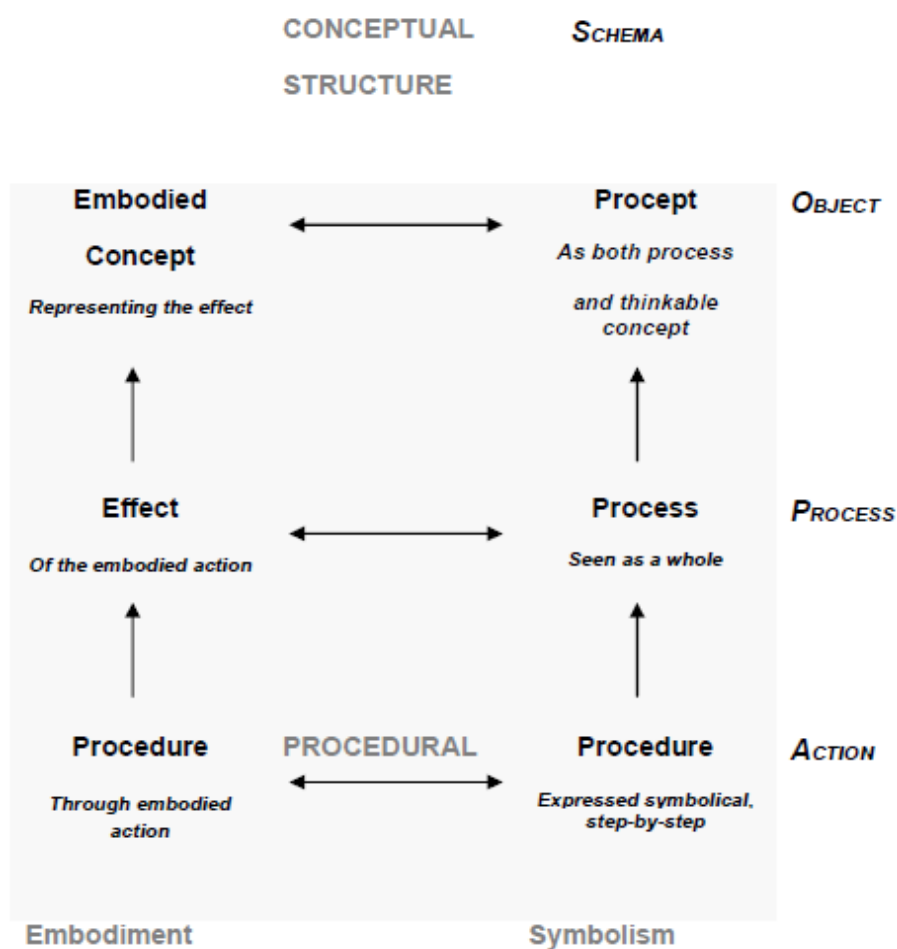 CONCEPTUAL SCHEMA
STRUCTURE
Embodied Procept OBJECT
Concept As both process
Representing the effect and thinkable
concept
Effect Process PROCESS
Of the embodied action Seen as a whole
Procedure PROCEDURAL Procedure ACTION
Through embodied Expressed symbolical,
action step-by-step
Embodiment Symbolism